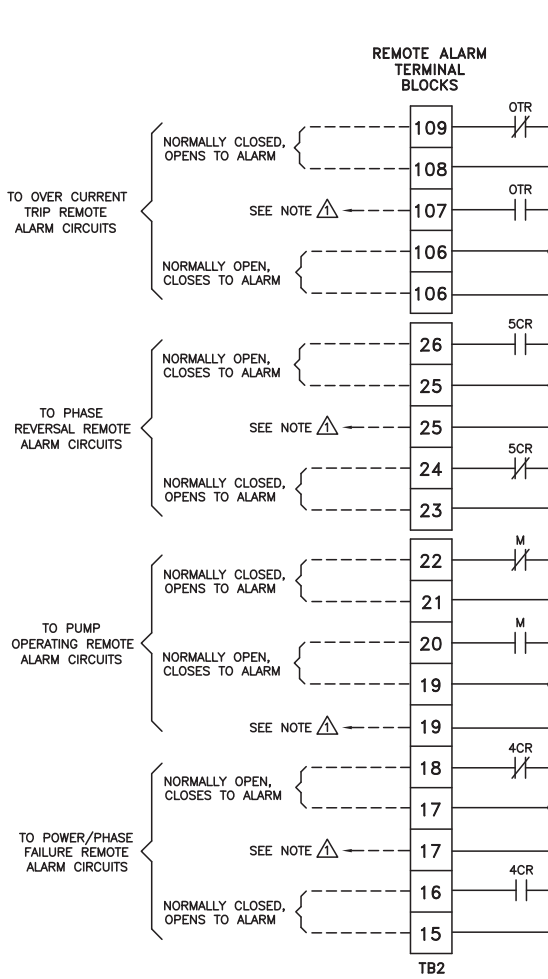 REMOTE ALARM
TERMINAL
BLOCKS
OTR
109
NORMALLY CLOSED,
OPENS TO ALARM
108
OTR
TO OVER CURRENT
TRIP REMOTE
ALARM CIRCUITS
SEE NOTE 1
107
106
NORMALLY OPEN,
CLOSES TO ALARM
106
5CR
26
NORMALLY OPEN,
CLOSES TO ALARM
25
TO PHASE
REVERSAL REMOTE
ALARM CIRCUITS
SEE NOTE 1
25
5CR
24
NORMALLY CLOSED,
OPENS TO ALARM
23
M
22
NORMALLY CLOSED,
OPENS TO ALARM
21
TO PUMP
OPERATING REMOTE
ALARM CIRCUITS
M
20
NORMALLY OPEN,
CLOSES TO ALARM
19
SEE NOTE 1
19
4CR
18
NORMALLY OPEN,
CLOSES TO ALARM
17
TO POWER/PHASE
FAILURE REMOTE
ALARM CIRCUITS
SEE NOTE 1
17
4CR
16
NORMALLY CLOSED,
OPENS TO ALARM
15
TB2